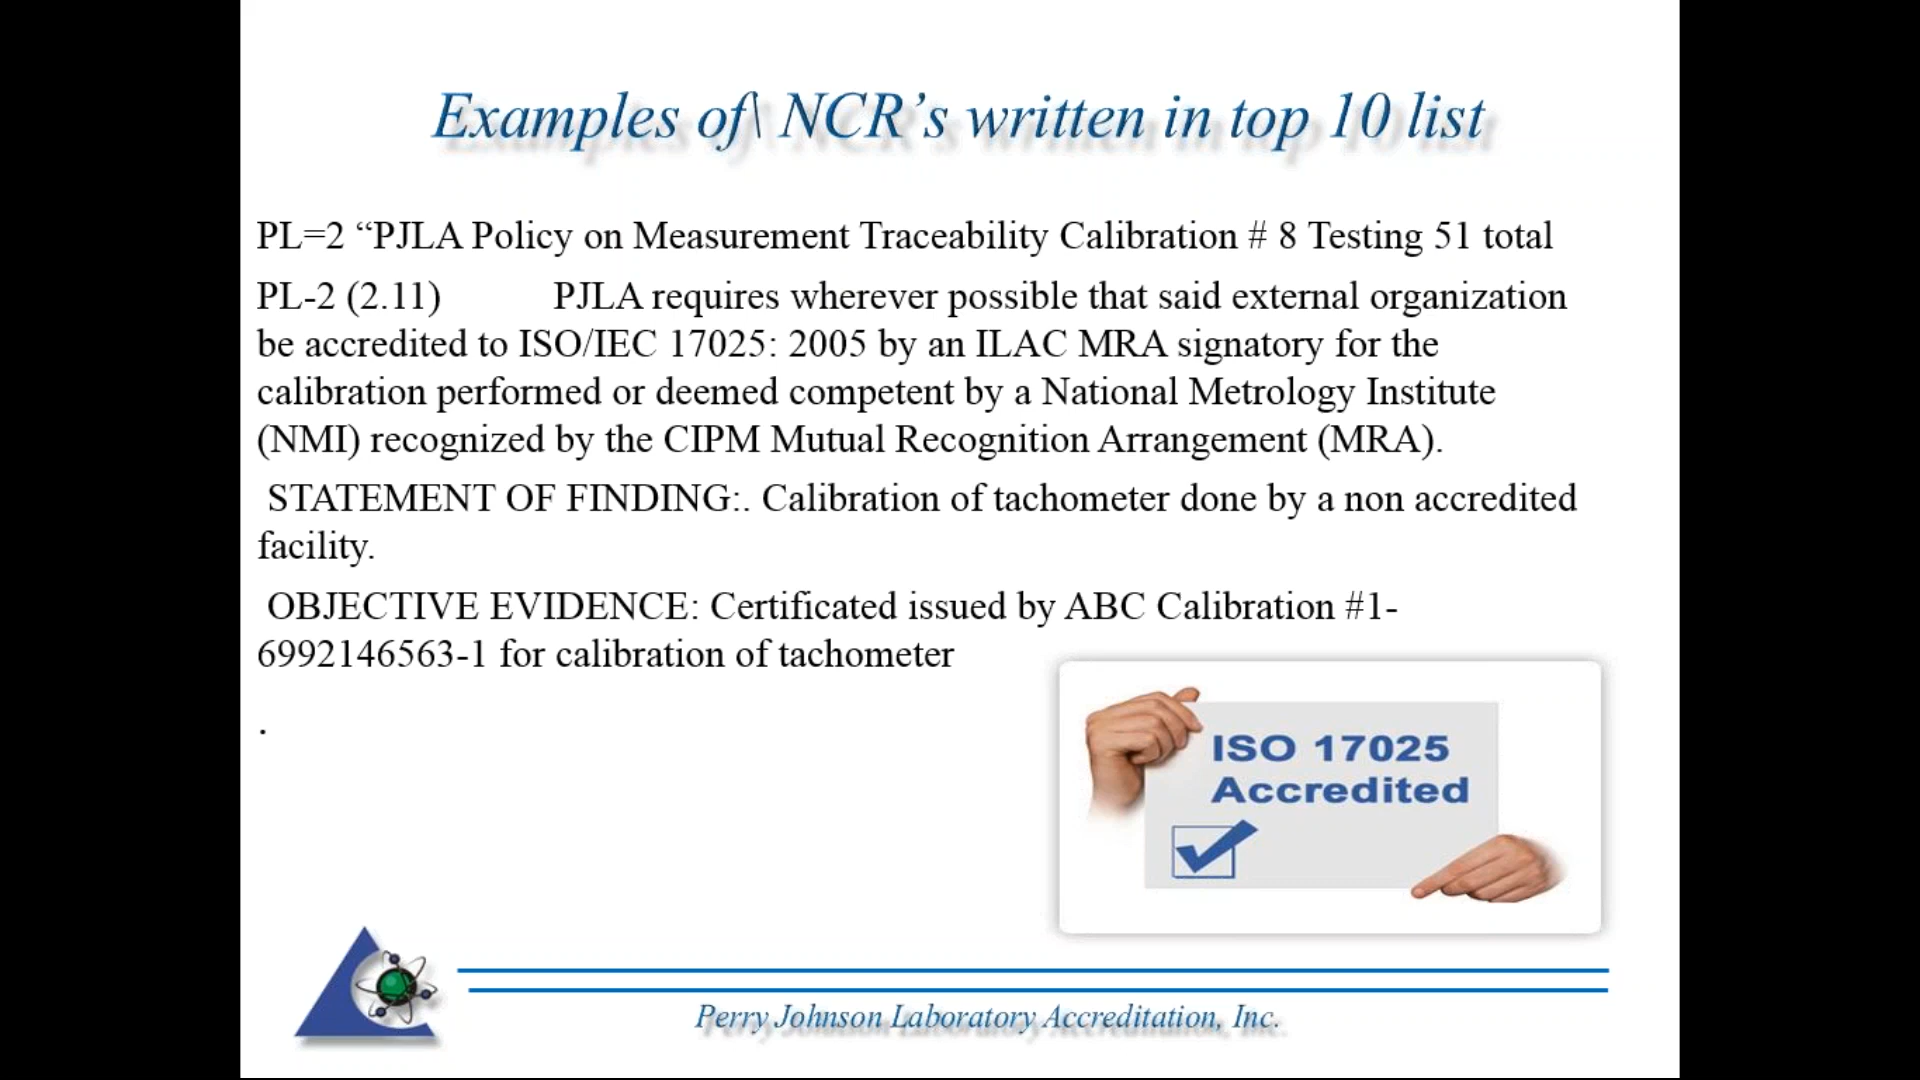 Examples of\ NCR’s written in top 10 list
PL=2 “PJLA Policy on Measurement Traceability Calibration # 8 Testing 51 total
PL-2 (2.11) PJLA requires wherever possible that said external organization
be accredited to ISO/IEC 17025: 2005 by an ILAC MRA signatory for the
calibration performed or deemed competent by a National Metrology Institute
(NMI) recognized by the CIPM Mutual Recognition Arrangement (MRA).
STATEMENT OF FINDING:. Calibration of tachometer done by a non accredited
facility.
OBJECTIVE EVIDENCE: Certificated issued by ABC Calibration #1-
6992146563-1 for calibration of tachometer
.
ISO 17025
Accredited
Perry Johnson Laboratory Accreditation, Inc.